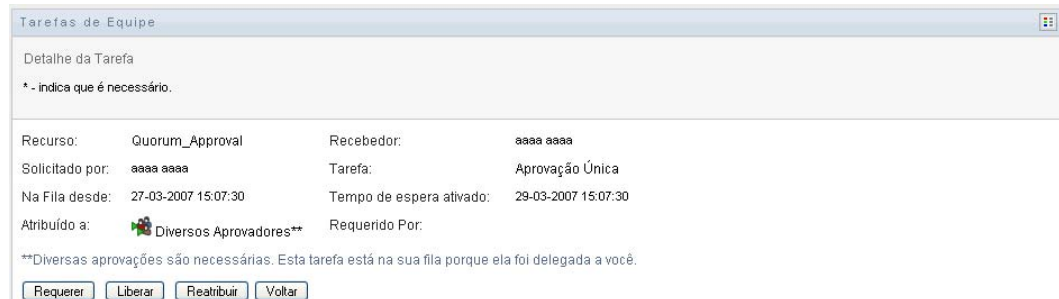 Tarefas de Equipe
Detalhe da Tarefa
* - indica que é necessário.
Recurso: Quorum_Approval Recebedor: aaaa aaaa
Solicitado por: aaaa aaaa Tarefa: Aprovação Única
Na Fila desde: 27-03-2007 15:07:30 Tempo de espera ativado: 29-03-2007 15:07:30
Atribuído a: Diversos Aprovadores** Requerido Por:
**Diversas aprovações são necessárias. Esta tarefa está na sua fila porque ela foi delegada a você.
Requerer Liberar Reatribuir Voltar